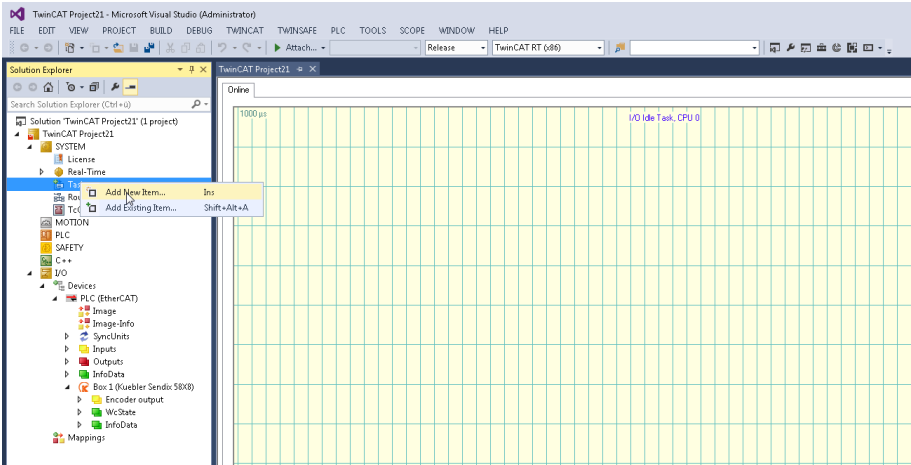 TwinCAT Project21 - Microsoft Visual Studio (Administrator)
FILE EDIT VIEW PROJECT BUILD DEBUG TWINCAT TWINSAFE PLC TOOLS SCOPE WINDOW HELP
Attach... Release TwinCAT RT (x86)
Solution Explorer
TwinCAT Project21
Online
Search Solution Explorer (Ctrl+ü)
1000 µs
I/O Idle Task, CPU 0
Solution 'TwinCAT Project21' (1 project)
TwinCAT Project21
SYSTEM
License
Real-Time
Tas
Add New Item... Ins
Rou
Add Existing Item... Shift+Alt+A
TcC
MOTION
PLC
SAFETY
C++
I/O
Devices
PLC (EtherCAT)
Image
Image-Info
SyncUnits
Inputs
Outputs
InfoData
Box 1 (Kuebler Sendix 58X8)
Encoder output
WcState
InfoData
Mappings